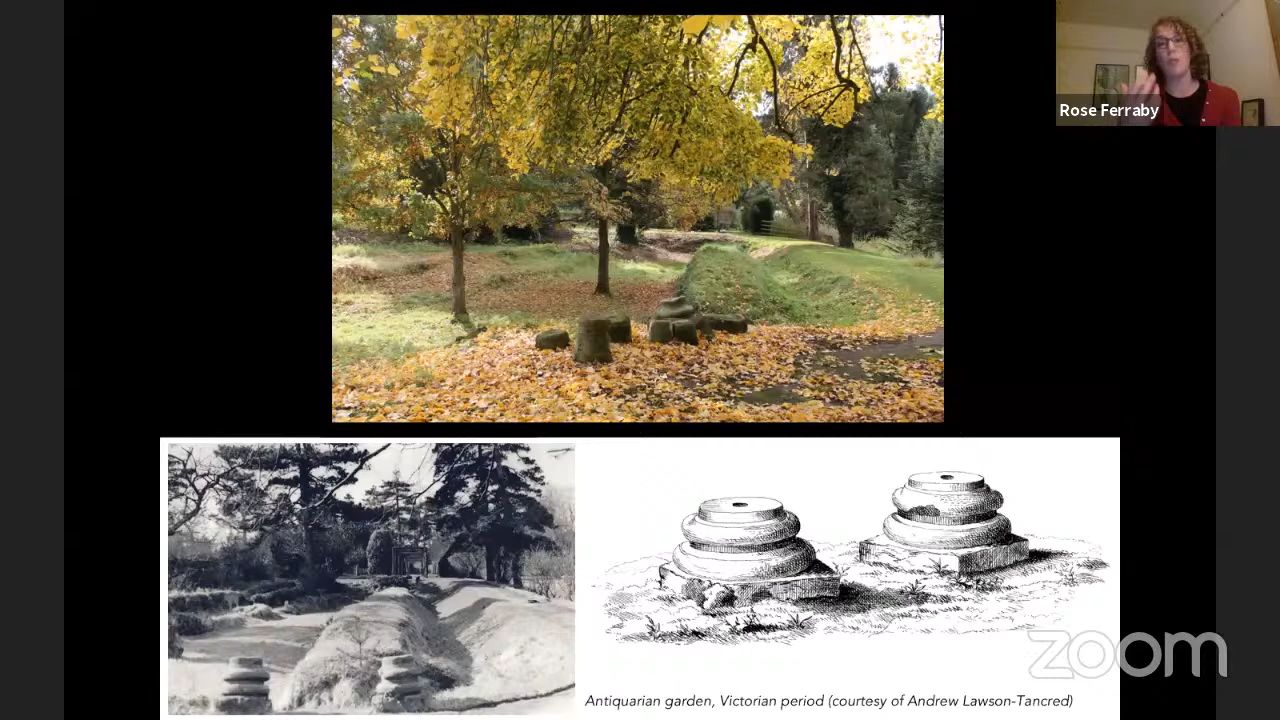 Rose Ferraby
Antiquarian garden, Victorian period (courtesy of Andrew Lawson-Tancred)
zoom